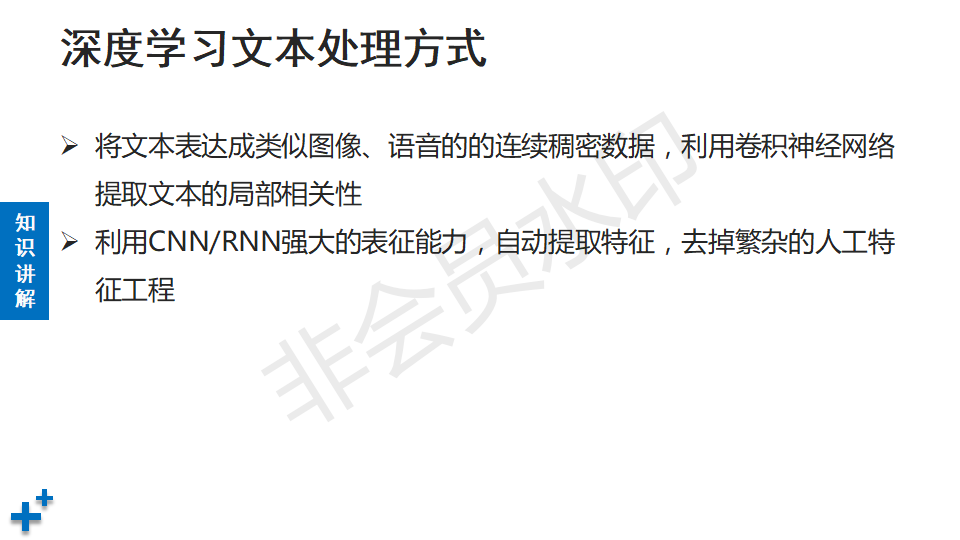 深度学习文本处理方式
将文本表达成类似图像、语音的的连续稠密数据，利用卷积神经网络
提取文本的局部相关性
利用CNN/RNN强大的表征能力，自动提取特征，去掉繁杂的人工特
征工程
知
识
讲
解
非会员水印